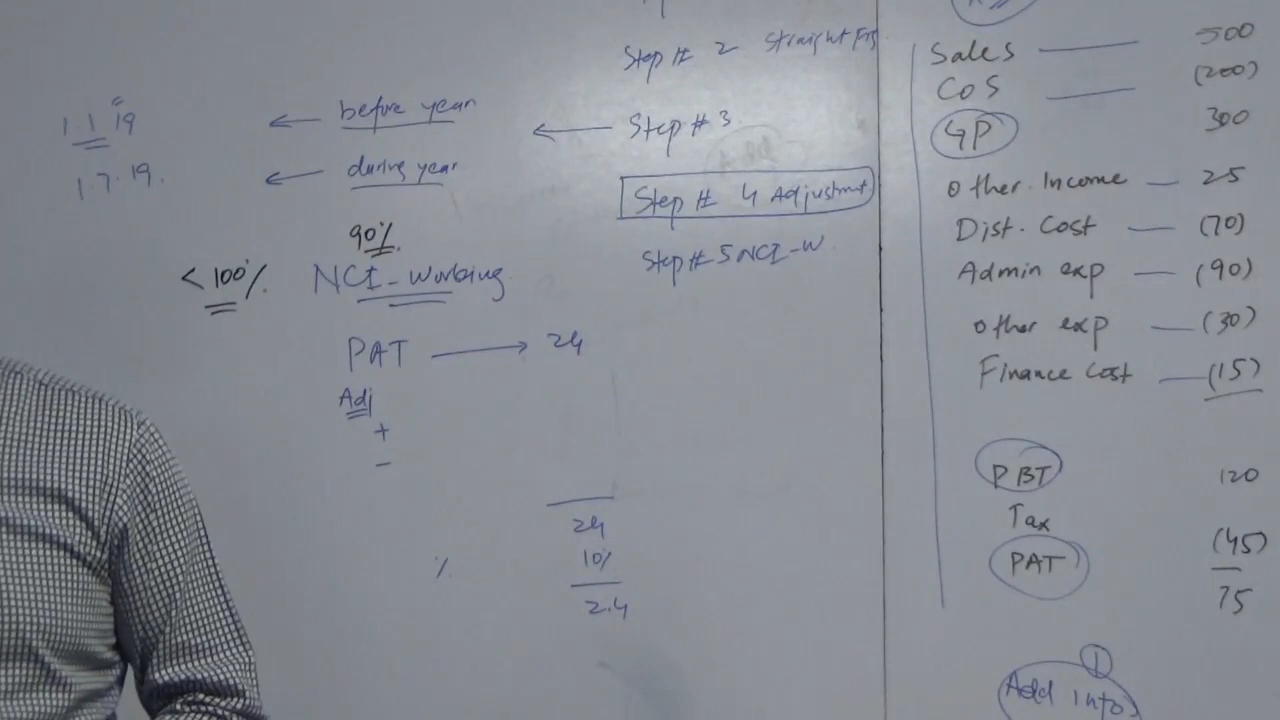 Step # 2 Straight Fig
1 1 19 ← before year ← Step # 3
1.7.19. ← during year
Step # 4 Adjustment
90%.
Step # 5 NCI-W
< 100%. NCI-Working
PAT → 24
Adj
+
-
24
% 10%
2.4
Sales — 500
COS — (200)
GP 300
Other. Income — 25
Dist. Cost — (70)
Admin exp — (90)
Other exp — (30)
Finance Cost — (15)
PBT 120
Tax (45)
PAT 75
1
Add info